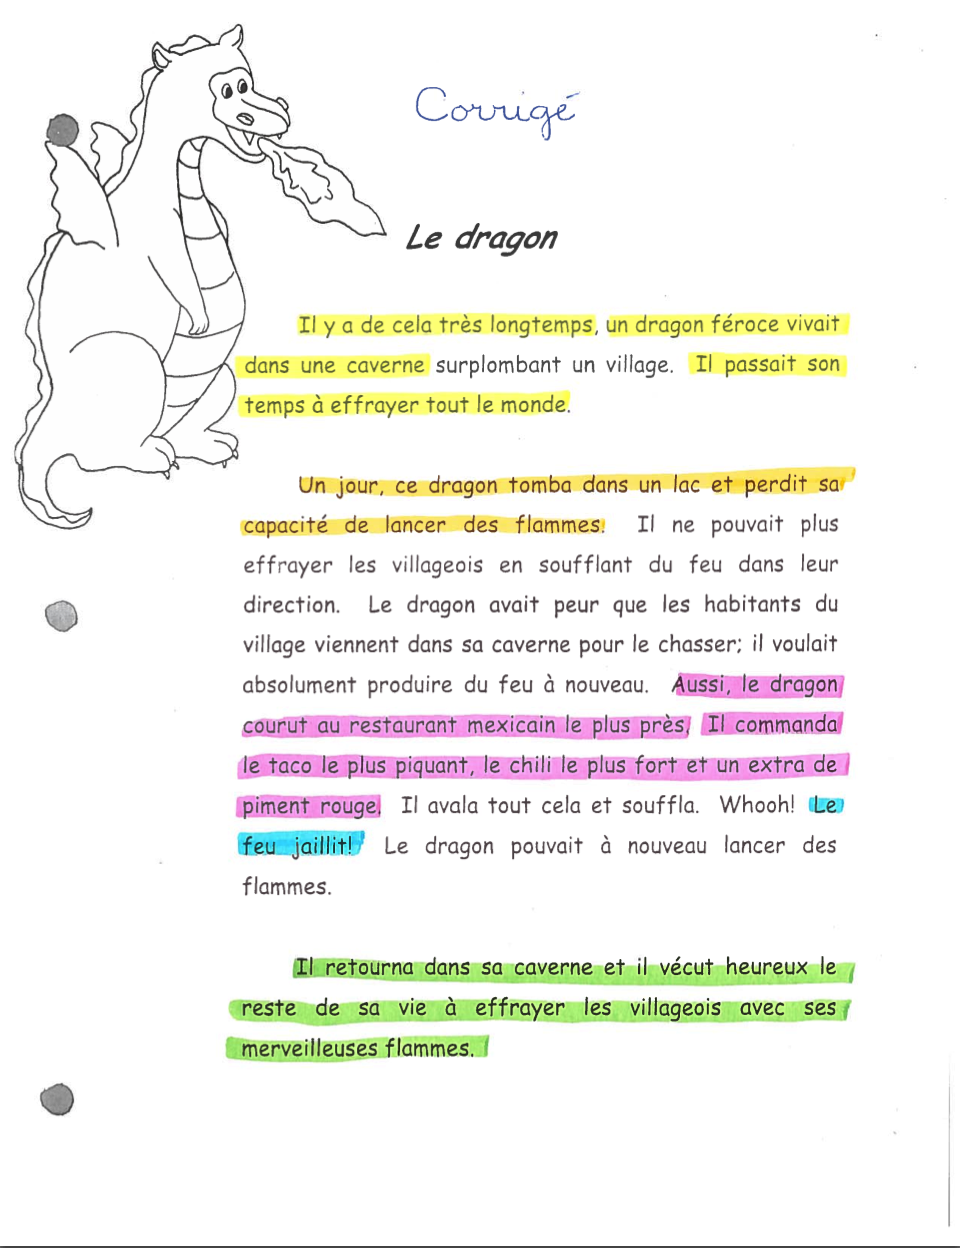 Corrigé
Le dragon
Il y a de cela très longtemps, un dragon féroce vivait
dans une caverne surplombant un village. Il passait son
temps à effrayer tout le monde.
Un jour, ce dragon tomba dans un lac et perdit sa
capacité de lancer des flammes. Il ne pouvait plus
effrayer les villageois en soufflant du feu dans leur
direction. Le dragon avait peur que les habitants du
village viennent dans sa caverne pour le chasser; il voulait
absolument produire du feu à nouveau. Aussi, le dragon
courut au restaurant mexicain le plus près. Il commanda
le taco le plus piquant, le chili le plus fort et un extra de
piment rouge. Il avala tout cela et souffla. Whooh! Le
feu jaillit! Le dragon pouvait à nouveau lancer des
flammes.
Il retourna dans sa caverne et il vécut heureux le
reste de sa vie à effrayer les villageois avec ses
merveilleuses flammes.